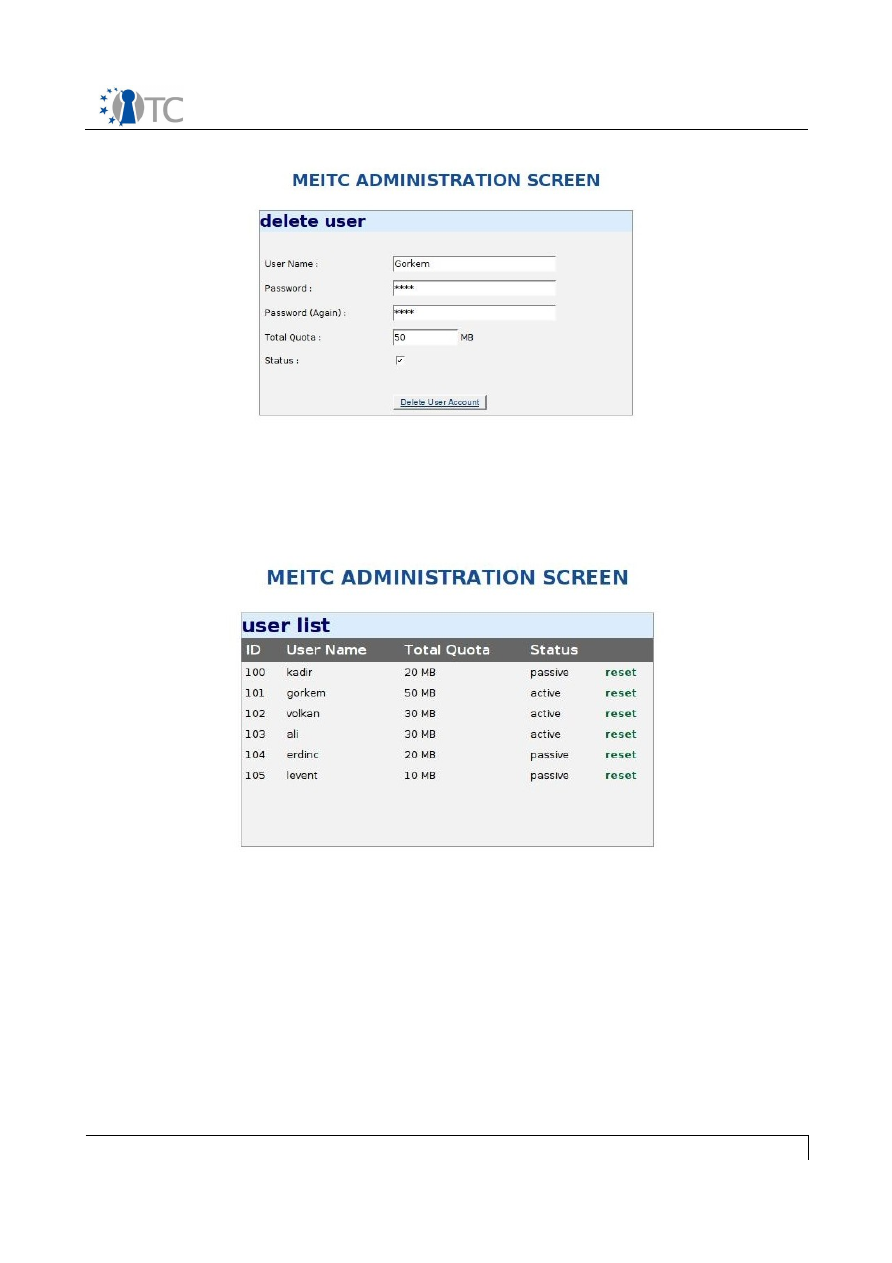 TC
MEITC ADMINISTRATION SCREEN
delete user
User Name : Gorkem
Password : ****
Password (Again) : ****
Total Quota : 50 MB
Status :
Delete User Account
MEITC ADMINISTRATION SCREEN
user list
ID User Name Total Quota Status
100 kadir 20 MB passive reset
101 gorkem 50 MB active reset
102 volkan 30 MB active reset
103 ali 30 MB active reset
104 erdinc 20 MB passive reset
105 levent 10 MB passive reset